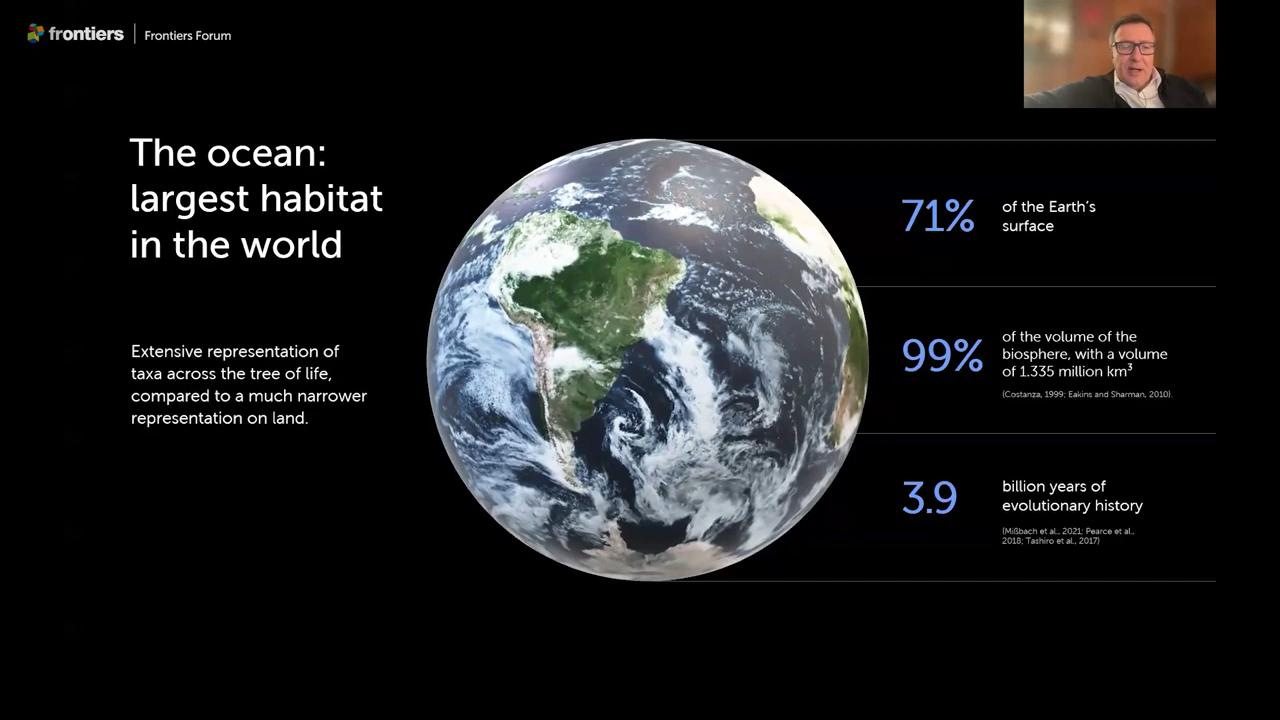 frontiers | Frontiers Forum
The ocean:
largest habitat
in the world
Extensive representation of
taxa across the tree of life,
compared to a much narrower
representation on land.
71%
of the Earth's
surface
99%
of the volume of the
biosphere, with a volume
of 1.335 million km³
(Costanza, 1999; Eakins and Sharman, 2010).
3.9
billion years of
evolutionary history
(Mißbach et al., 2021; Pearce et al.,
2018; Tashiro et al., 2017)